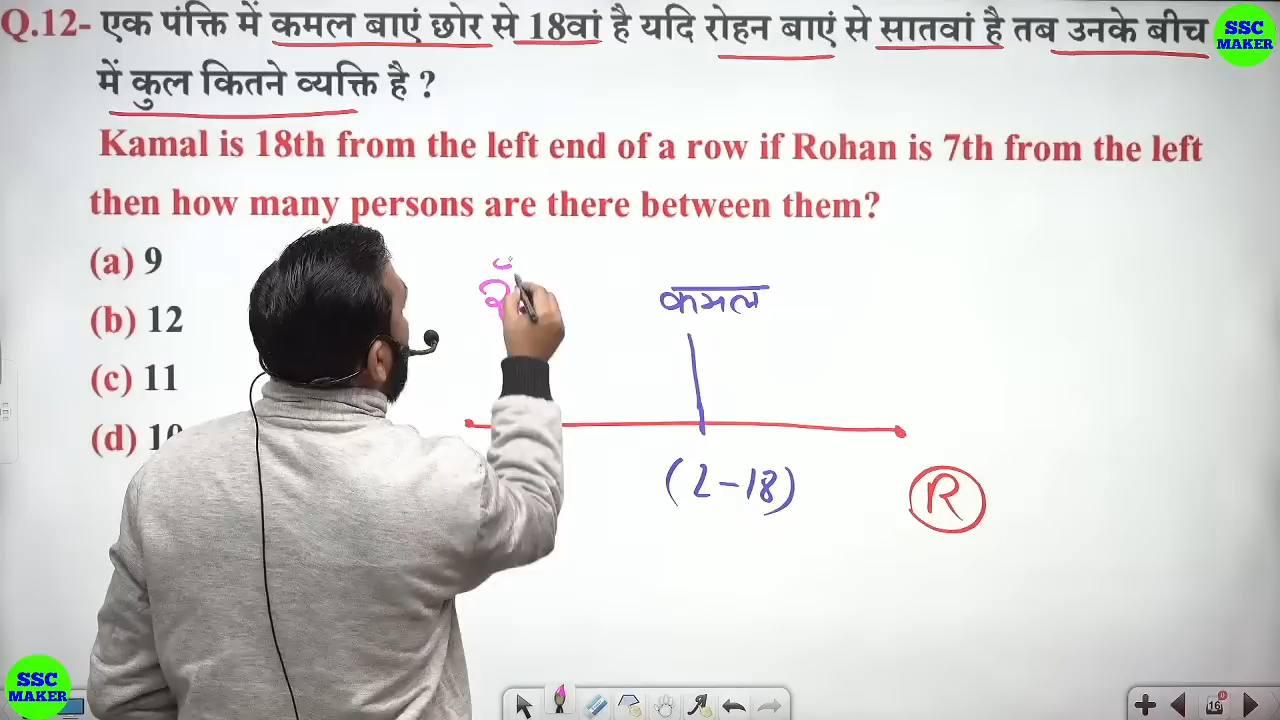 Q.12- एक पंक्ति में कमल बाएं छोर से 18वां है यदि रोहन बाएं से सातवां है तब उनके बीच
में कुल कितने व्यक्ति है ?
Kamal is 18th from the left end of a row if Rohan is 7th from the left
then how many persons are there between them?
(a) 9
(b) 12
(c) 11
(d) 10
कमल
(L-18)
R
SSC
MAKER
SSC
MAKER
16